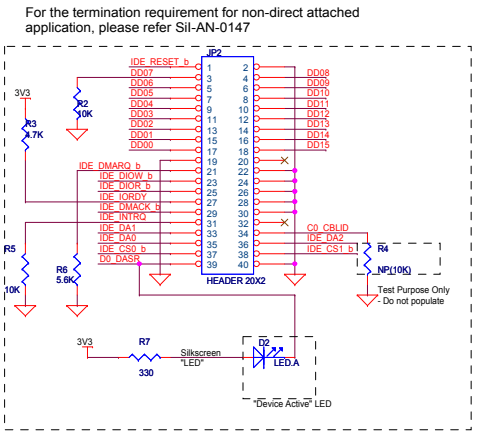 For the termination requirement for non-direct attached
application, please refer SiI-AN-0147
JP2
IDE_RESET_b 1 2
DD07 3 4 DD08
DD06 5 6 DD09
DD05 7 8 DD10
DD04 9 10 DD11
DD03 11 12 DD12
DD02 13 14 DD13
DD01 15 16 DD14
DD00 17 18 DD15
19 20
IDE_DMARQ_b 21 22
IDE_DIOW_b 23 24
IDE_DIOR_b 25 26
IDE_IORDY 27 28
IDE_DMACK_b 29 30
IDE_INTRQ 31 32
IDE_DA1 33 34 C0_CBLID
IDE_DA0 35 36 IDE_DA2
IDE_CS0_b 37 38 IDE_CS1_b
D0_DASP 39 40
HEADER 20X2
3V3
R2
10K
R3
4.7K
R5
10K
R6
5.6K
R4
NP(10K)
Test Purpose Only
- Do not populate
3V3
R7
330
Silkscreen
"LED"
D2
LED.A
"Device Active" LED